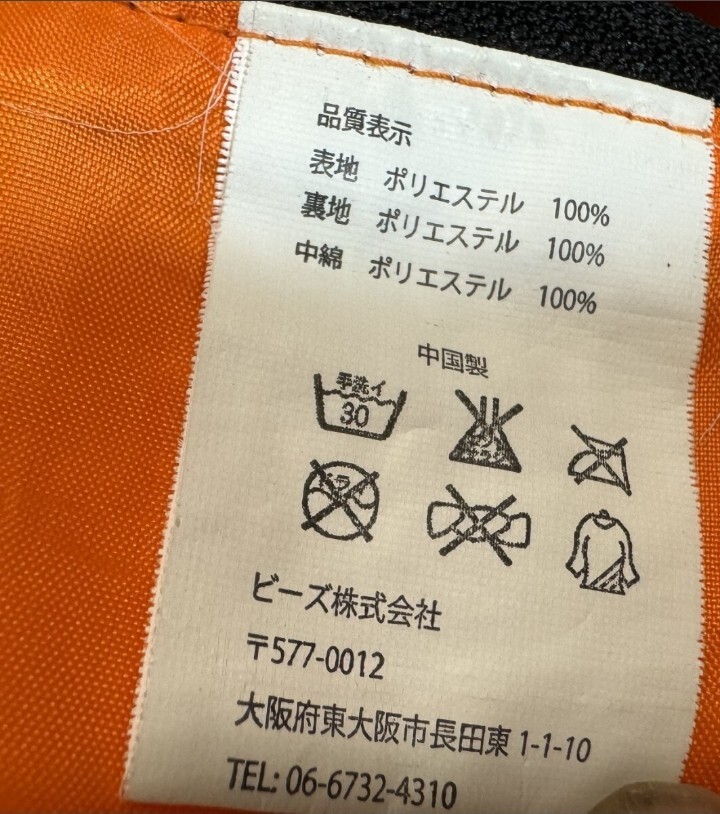 品質表示
表地　ポリエステル　100%
裏地　ポリエステル　100%
中綿　ポリエステル　100%
中国製
手洗イ
30
ビーズ株式会社
〒577-0012
大阪府東大阪市長田東 1-1-10
TEL: 06-6732-4310